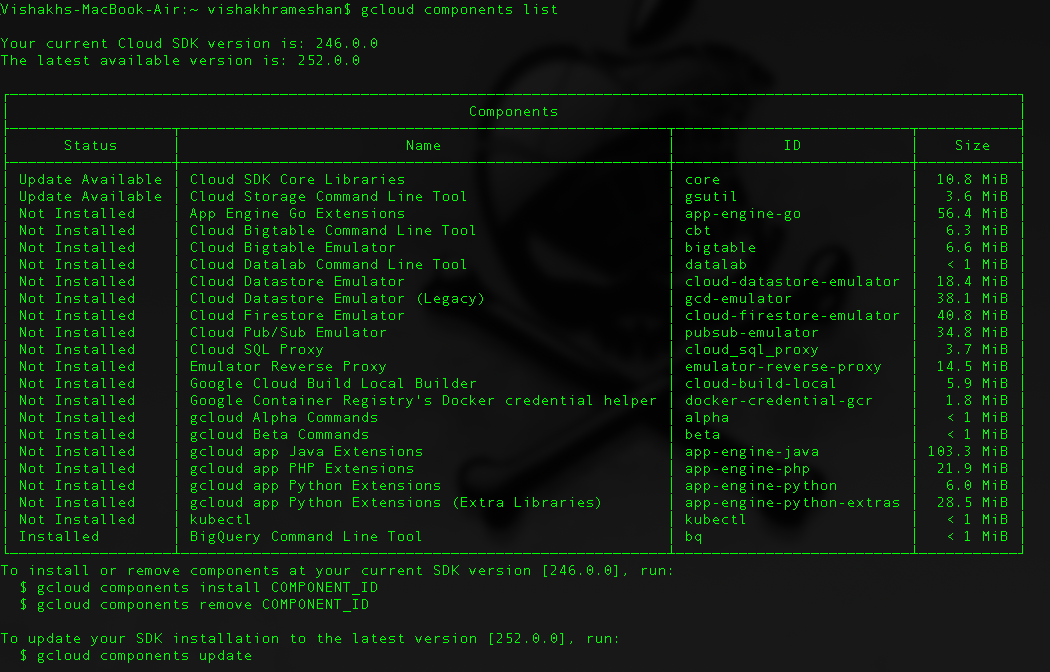 Vishakhs-MacBook-Air:~ vishakhrameshan$ gcloud components list
Your current Cloud SDK version is: 246.0.0
The latest available version is: 252.0.0
Components
Status Name ID Size
Update Available Cloud SDK Core Libraries core 10.8 MiB
Update Available Cloud Storage Command Line Tool gsutil 3.6 MiB
Not Installed App Engine Go Extensions app-engine-go 56.4 MiB
Not Installed Cloud Bigtable Command Line Tool cbt 6.3 MiB
Not Installed Cloud Bigtable Emulator bigtable 6.6 MiB
Not Installed Cloud Datalab Command Line Tool datalab < 1 MiB
Not Installed Cloud Datastore Emulator cloud-datastore-emulator 18.4 MiB
Not Installed Cloud Datastore Emulator (Legacy) gcd-emulator 38.1 MiB
Not Installed Cloud Firestore Emulator cloud-firestore-emulator 40.8 MiB
Not Installed Cloud Pub/Sub Emulator pubsub-emulator 34.8 MiB
Not Installed Cloud SQL Proxy cloud_sql_proxy 3.7 MiB
Not Installed Emulator Reverse Proxy emulator-reverse-proxy 14.5 MiB
Not Installed Google Cloud Build Local Builder cloud-build-local 5.9 MiB
Not Installed Google Container Registry's Docker credential helper docker-credential-gcr 1.8 MiB
Not Installed gcloud Alpha Commands alpha < 1 MiB
Not Installed gcloud Beta Commands beta < 1 MiB
Not Installed gcloud app Java Extensions app-engine-java 103.3 MiB
Not Installed gcloud app PHP Extensions app-engine-php 21.9 MiB
Not Installed gcloud app Python Extensions app-engine-python 6.0 MiB
Not Installed gcloud app Python Extensions (Extra Libraries) app-engine-python-extras 28.5 MiB
Not Installed kubectl kubectl < 1 MiB
Installed BigQuery Command Line Tool bq < 1 MiB
To install or remove components at your current SDK version [246.0.0], run:
$ gcloud components install COMPONENT_ID
$ gcloud components remove COMPONENT_ID
To update your SDK installation to the latest version [252.0.0], run:
$ gcloud components update